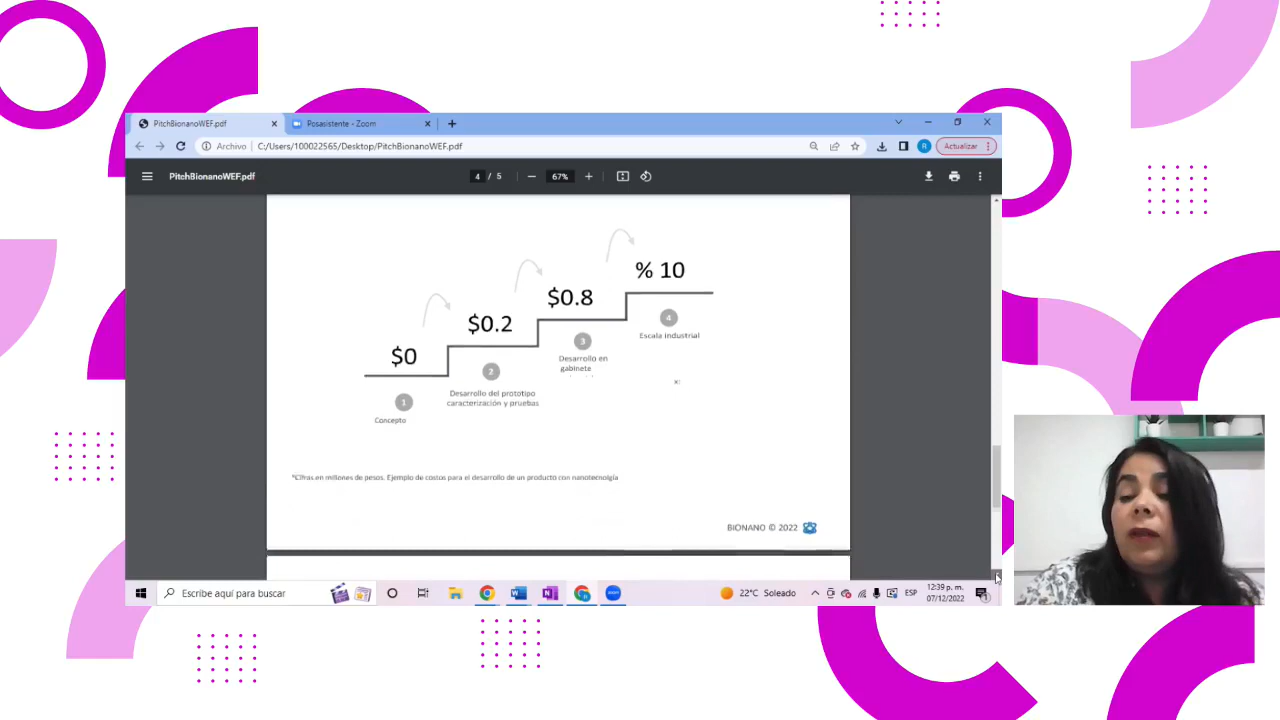 PitchBionanoWEF.pdf
Posasistente - Zoom
Archivo
C:/Users/100022565/Desktop/PitchBionanoWEF.pdf
R
Actualizar
PitchBionanoWEF.pdf
4 / 5
67%
% 10
$0.8
4
$0.2
Escala industrial
3
$0
Desarrollo en
gabinete
2
Desarrollo del prototipo
caracterización y pruebas
1
Concepto
*Cifras en millones de pesos. Ejemplo de costos para el desarrollo de un producto con nanotecnolgía
BIONANO © 2022
Escribe aquí para buscar
22°C Soleado
ESP
12:39 p. m.
07/12/2022